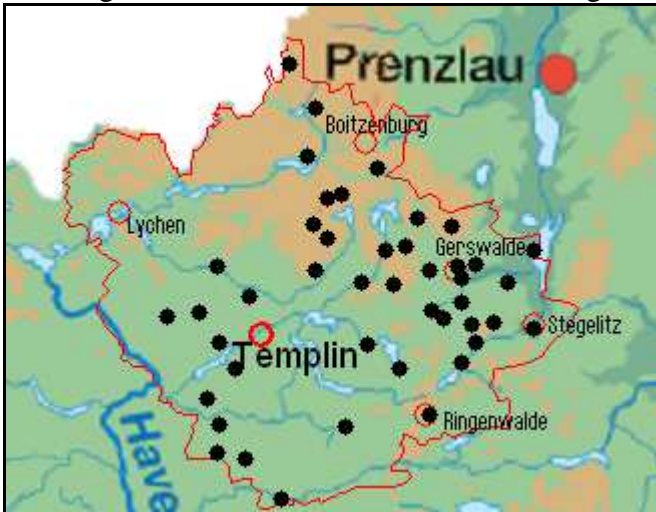 Prenzlau
Boitzenburg
Lychen
Gerswalde
Stegelitz
Templin
Ringenwalde
Have